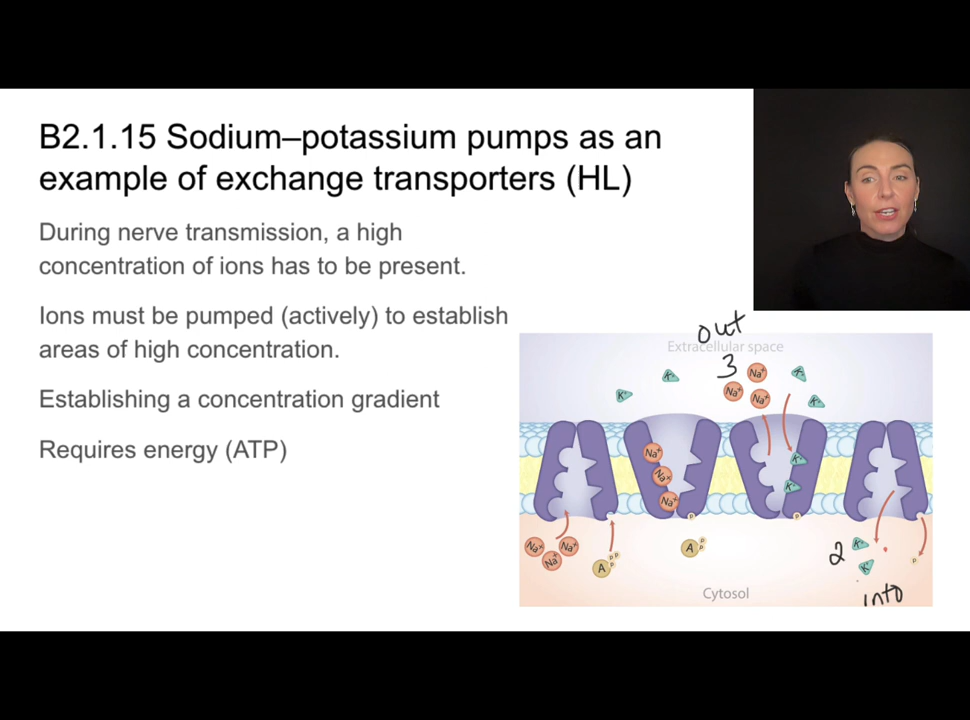 B2.1.15 Sodium–potassium pumps as an
example of exchange transporters (HL)
During nerve transmission, a high
concentration of ions has to be present.
Ions must be pumped (actively) to establish
areas of high concentration.
Establishing a concentration gradient
Requires energy (ATP)
out
Extracellular space
3
Na+
K+
K+
Na+
Na+
K+
K+
Na+
K+
Na+
K+
Na+
Na+
Na+
Na+
A
P
P
P
A
P
P
P
P
2
K+
K+
P
Cytosol
into